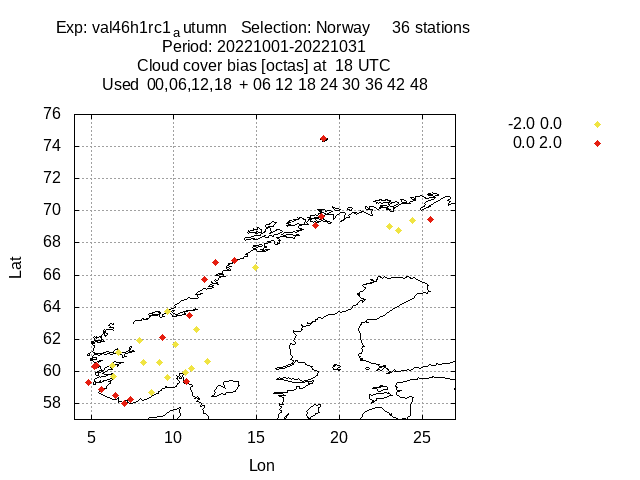 Exp: val46h1rc1_autumn   Selection: Norway     36 stations
Period: 20221001-20221031
Cloud cover bias [octas] at  18 UTC
Used  00,06,12,18  + 06 12 18 24 30 36 42 48
-2.0 0.0
0.0 2.0
76
74
72
70
68
66
64
62
60
58
Lat
5 10 15 20 25
Lon